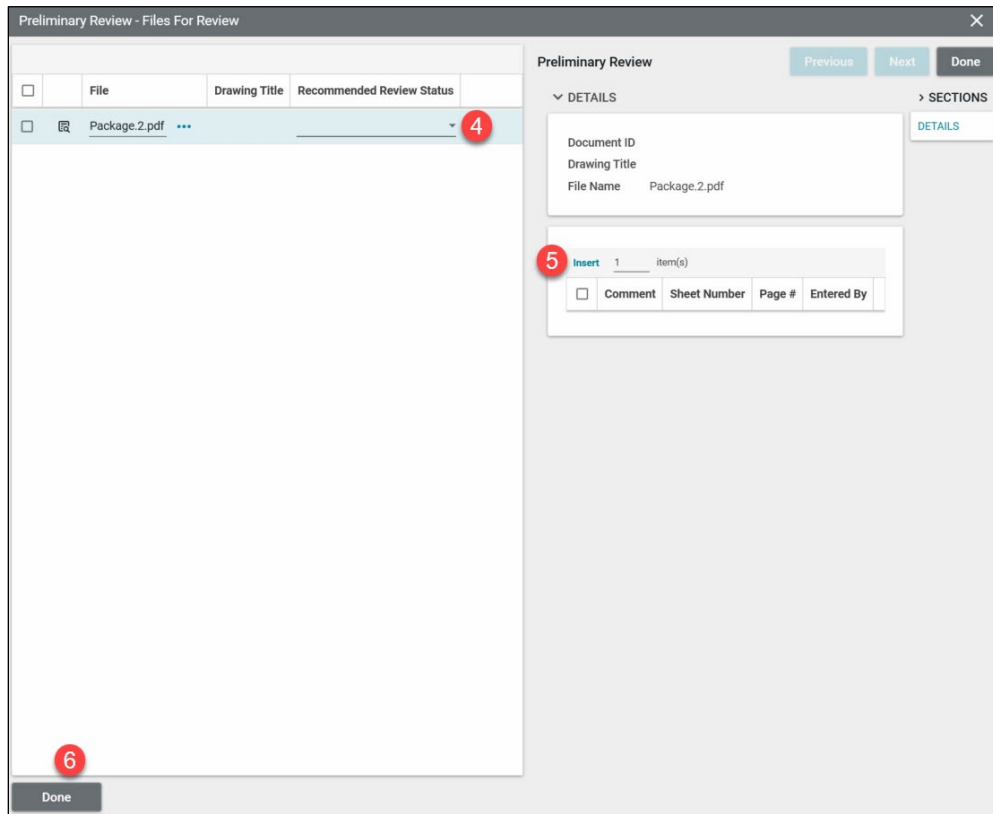 Preliminary Review - Files For Review
File Drawing Title Recommended Review Status
Package.2.pdf ••• 4
6
Done
Preliminary Review Previous Next Done
DETAILS
Document ID
Drawing Title
File Name Package.2.pdf
5 Insert 1 item(s)
Comment Sheet Number Page # Entered By
SECTIONS
DETAILS